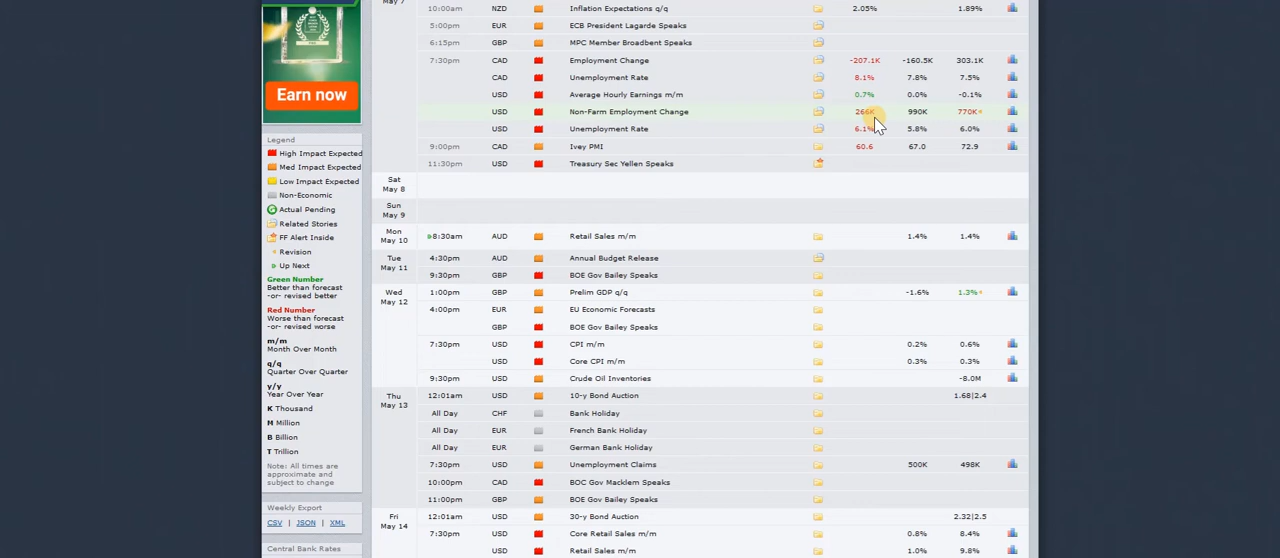 May 7
10:00am NZD Inflation Expectations q/q 2.05% 1.89%
5:00pm EUR ECB President Lagarde Speaks
6:15pm GBP MPC Member Broadbent Speaks
7:30pm CAD Employment Change -207.1K -160.5K 303.1K
CAD Unemployment Rate 8.1% 7.8% 7.5%
USD Average Hourly Earnings m/m 0.7% 0.0% -0.1%
USD Non-Farm Employment Change 266K 990K 770K
USD Unemployment Rate 6.1% 5.8% 6.0%
9:00pm CAD Ivey PMI 60.6 67.0 72.9
11:30pm USD Treasury Sec Yellen Speaks
Sat
May 8
Sun
May 9
Mon
May 10
8:30am AUD Retail Sales m/m 1.4% 1.4%
Tue
May 11
4:30pm AUD Annual Budget Release
9:30pm GBP BOE Gov Bailey Speaks
Wed
May 12
1:00pm GBP Prelim GDP q/q -1.6% 1.3%
4:00pm EUR EU Economic Forecasts
GBP BOE Gov Bailey Speaks
7:30pm USD CPI m/m 0.2% 0.6%
USD Core CPI m/m 0.3% 0.3%
9:30pm USD Crude Oil Inventories -8.0M
Thu
May 13
12:01am USD 10-y Bond Auction 1.68|2.4
All Day CHF Bank Holiday
All Day EUR French Bank Holiday
All Day EUR German Bank Holiday
7:30pm USD Unemployment Claims 500K 498K
10:00pm CAD BOC Gov Macklem Speaks
11:00pm GBP BOE Gov Bailey Speaks
Fri
May 14
12:01am USD 30-y Bond Auction 2.32|2.5
7:30pm USD Core Retail Sales m/m 0.8% 8.4%
USD Retail Sales m/m 1.0% 9.8%
Earn now
Legend
High Impact Expected
Med Impact Expected
Low Impact Expected
Non-Economic
Actual Pending
Related Stories
FF Alert Inside
Revision
Up Next
Green Number
Better than forecast
-or- revised better
Red Number
Worse than forecast
-or- revised worse
m/m
Month Over Month
q/q
Quarter Over Quarter
y/y
Year Over Year
K Thousand
M Million
B Billion
T Trillion
Note: All times are
approximate and
subject to change
Weekly Export
CSV | JSON | XML
Central Bank Rates